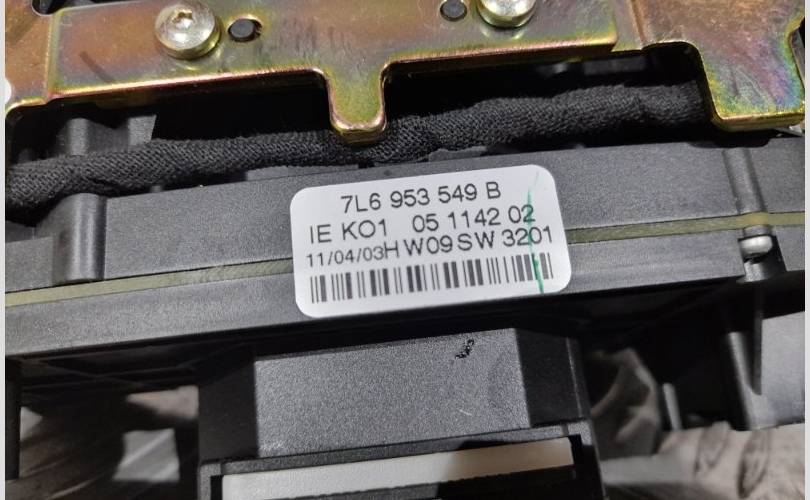 7L6 953 549 B
IE KO1 05 1142 02
11/04/03H W09 SW 3201